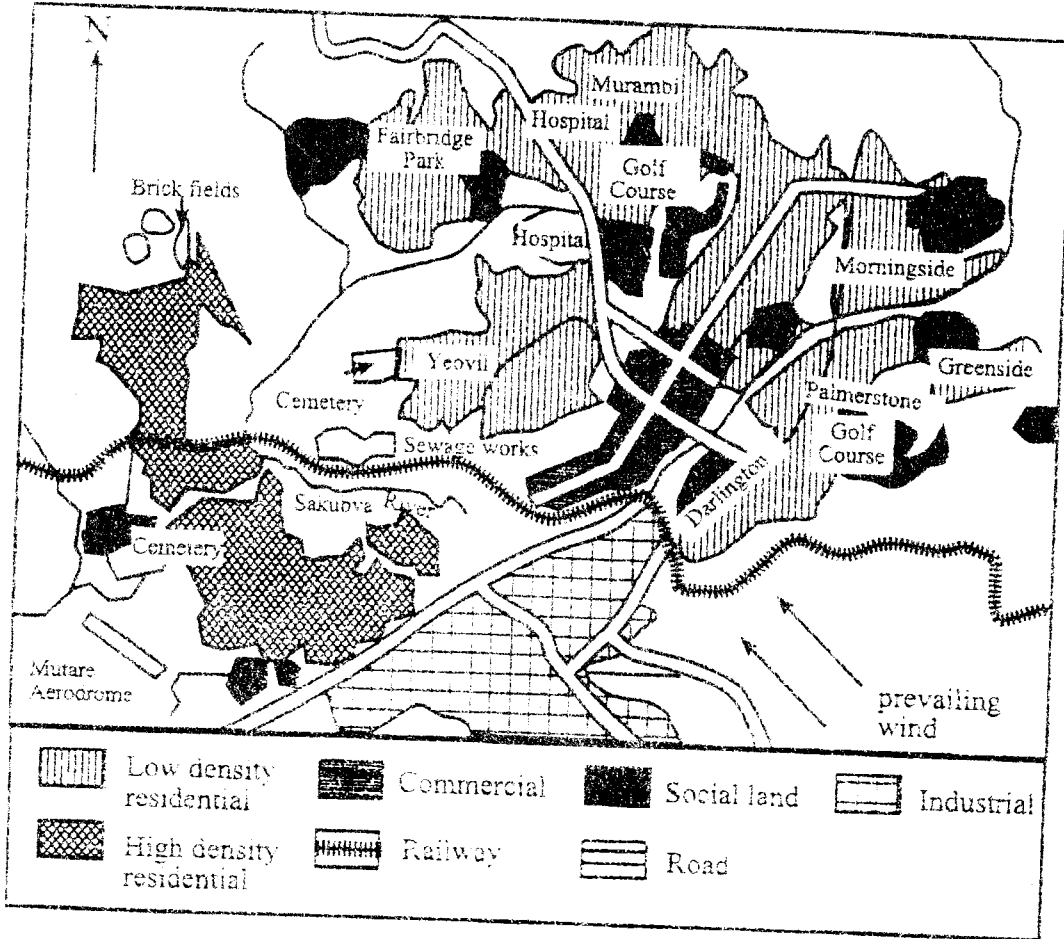 N
Murambi
Hospital
Fairbridge
Park
Golf
Course
Brick fields
Hospital
Morningside
Yeovil
Greenside
Cemetery
Palmerstone
Golf
Course
Sewage works
Darlington
Sakubva River
Cemetery
Mutare
Aerodrome
prevailing
wind
Low density
residential
Commercial
Social land
Industrial
High density
residential
Railway
Road